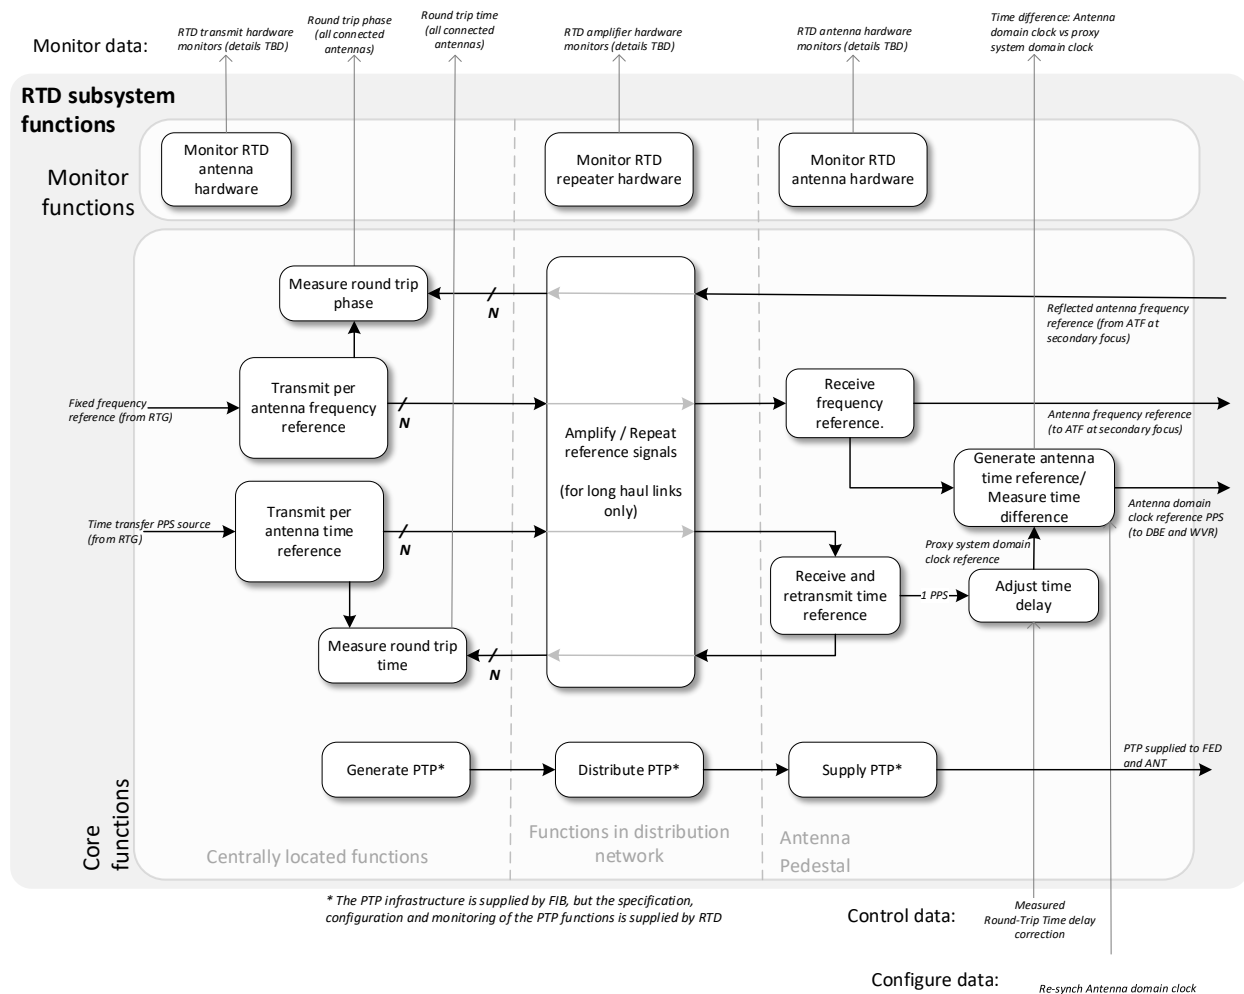 Monitor data:
RTD transmit hardware
monitors (details TBD)
Round trip phase
(all connected
antennas)
Round trip time
(all connected
antennas)
RTD amplifier hardware
monitors (details TBD)
RTD antenna hardware
monitors (details TBD)
Time difference: Antenna
domain clock vs proxy
system domain clock
RTD subsystem
functions
Monitor
functions
Monitor RTD
antenna
hardware
Monitor RTD
repeater hardware
Monitor RTD
antenna hardware
Measure round trip
phase
N
Reflected antenna frequency
reference (from ATF at
secondary focus)
Fixed frequency
reference (from RTG)
Transmit per
antenna frequency
reference
N
Amplify / Repeat
reference signals
(for long haul links
only)
Receive
frequency
reference.
Antenna frequency reference
(to ATF at secondary focus)
Generate antenna
time reference/
Measure time
difference
Antenna domain
clock reference PPS
(to DBE and WVR)
Time transfer PPS source
(from RTG)
Transmit per
antenna time
reference
N
Proxy system domain
clock reference
Receive and
retransmit time
reference
1 PPS
Adjust time
delay
Measure round trip
time
N
Generate PTP*
Distribute PTP*
Supply PTP*
PTP supplied to FED
and ANT
Core
functions
Centrally located functions
Functions in distribution
network
Antenna
Pedestal
* The PTP infrastructure is supplied by FIB, but the specification,
configuration and monitoring of the PTP functions is supplied by RTD
Control data:
Measured
Round-Trip Time delay
correction
Configure data:
Re-synch Antenna domain clock